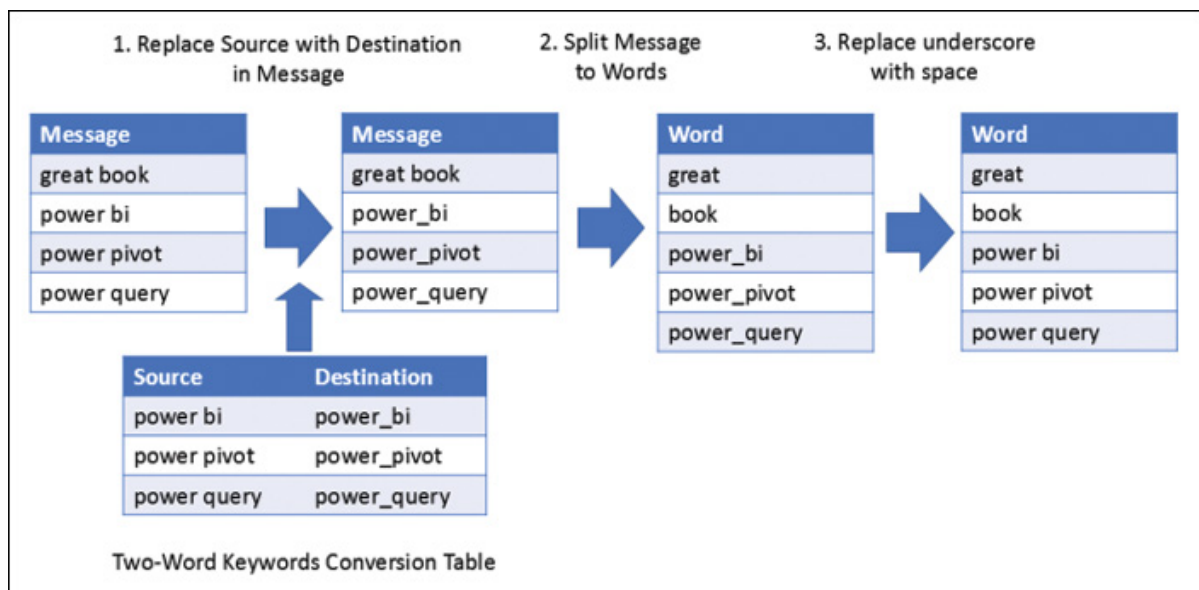 1. Replace Source with Destination
in Message
2. Split Message
to Words
3. Replace underscore
with space
Message
great book
power bi
power pivot
power query
Message
great book
power_bi
power_pivot
power_query
Word
great
book
power_bi
power_pivot
power_query
Word
great
book
power bi
power pivot
power query
Source Destination
power bi power_bi
power pivot power_pivot
power query power_query
Two-Word Keywords Conversion Table